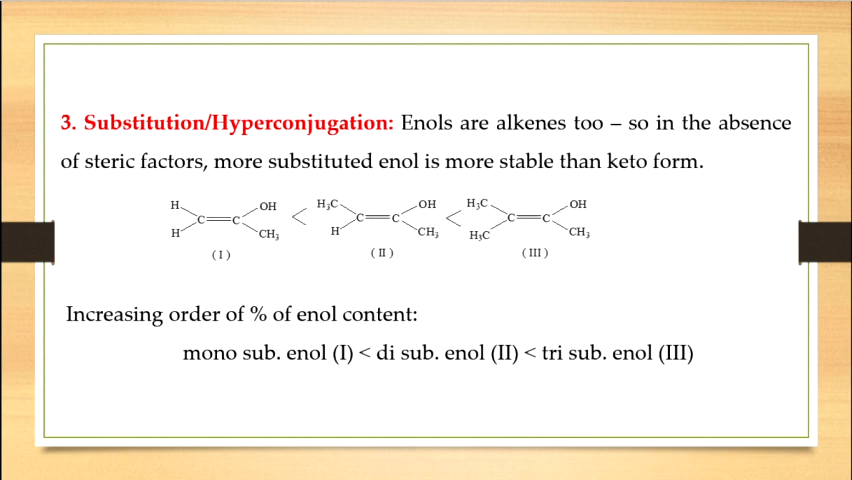 3. Substitution/Hyperconjugation: Enols are alkenes too – so in the absence
of steric factors, more substituted enol is more stable than keto form.
H OH H₃C OH H₃C OH
C C < C C < C C
H CH₃ H CH₃ H₃C CH₃
( I ) ( II ) ( III )
Increasing order of % of enol content:
mono sub. enol (I) < di sub. enol (II) < tri sub. enol (III)